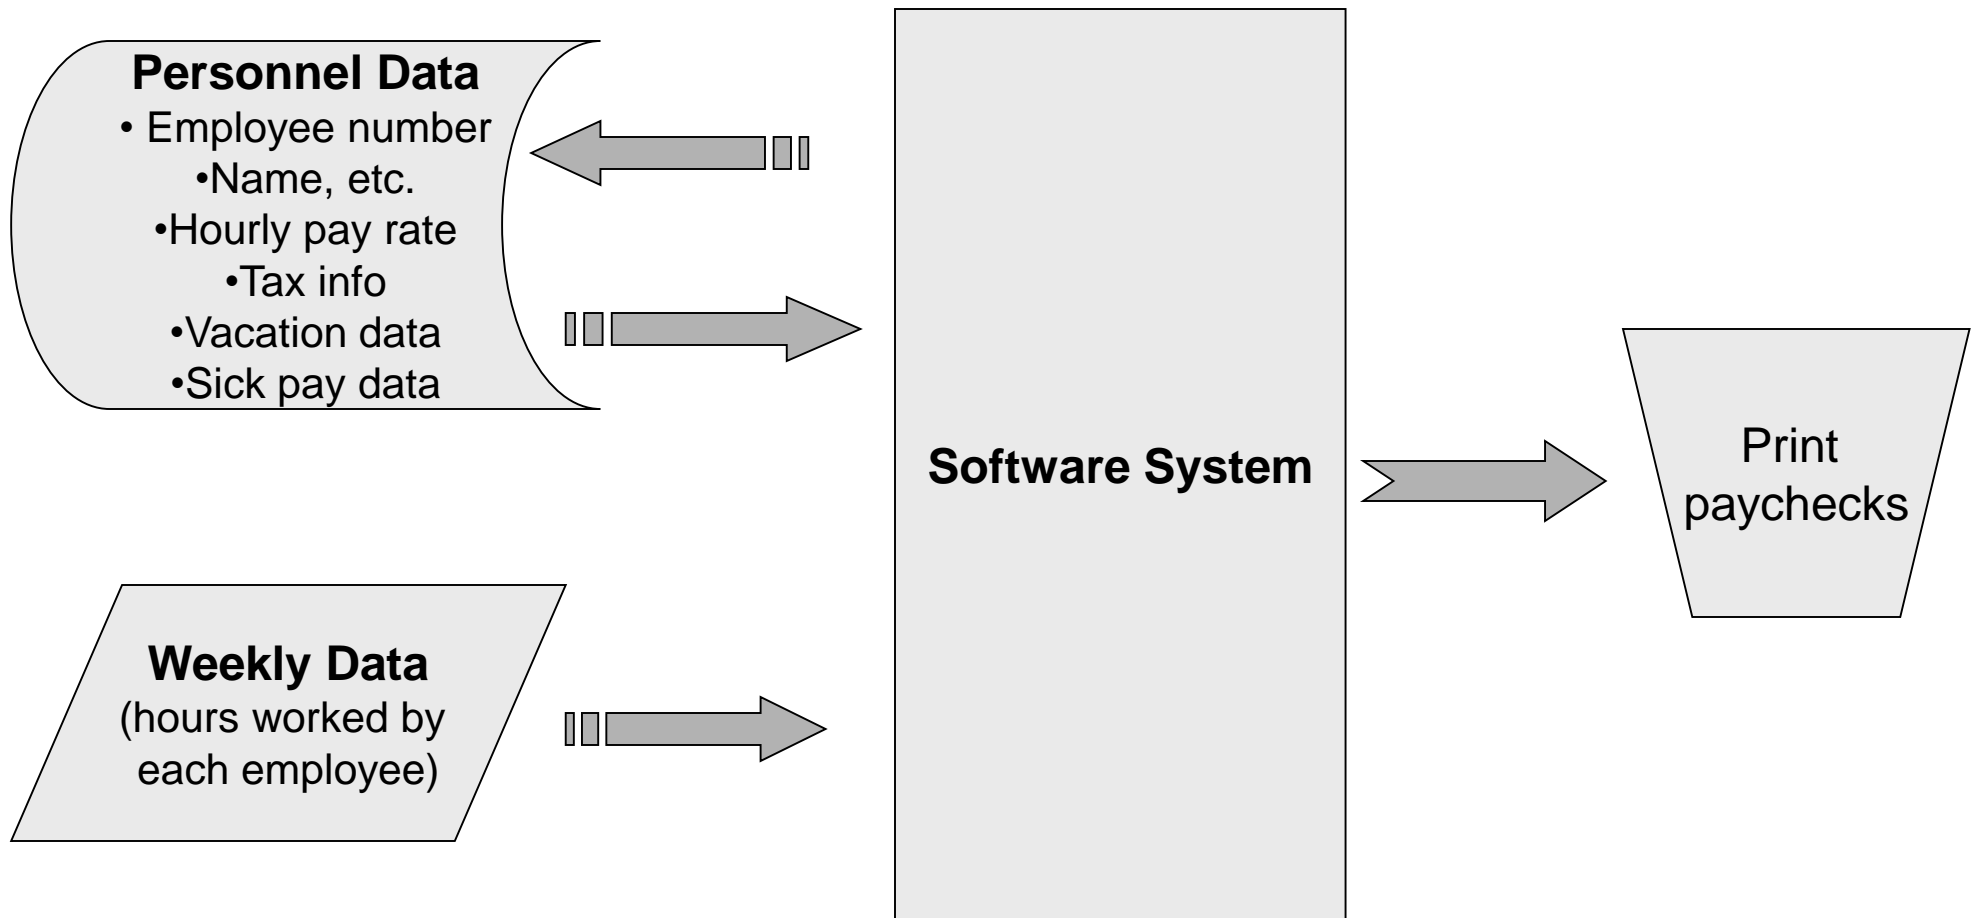 Personnel Data
• Employee number
•Name, etc.
•Hourly pay rate
•Tax info
•Vacation data
•Sick pay data
Software System
Print
paychecks
Weekly Data
(hours worked by
each employee)